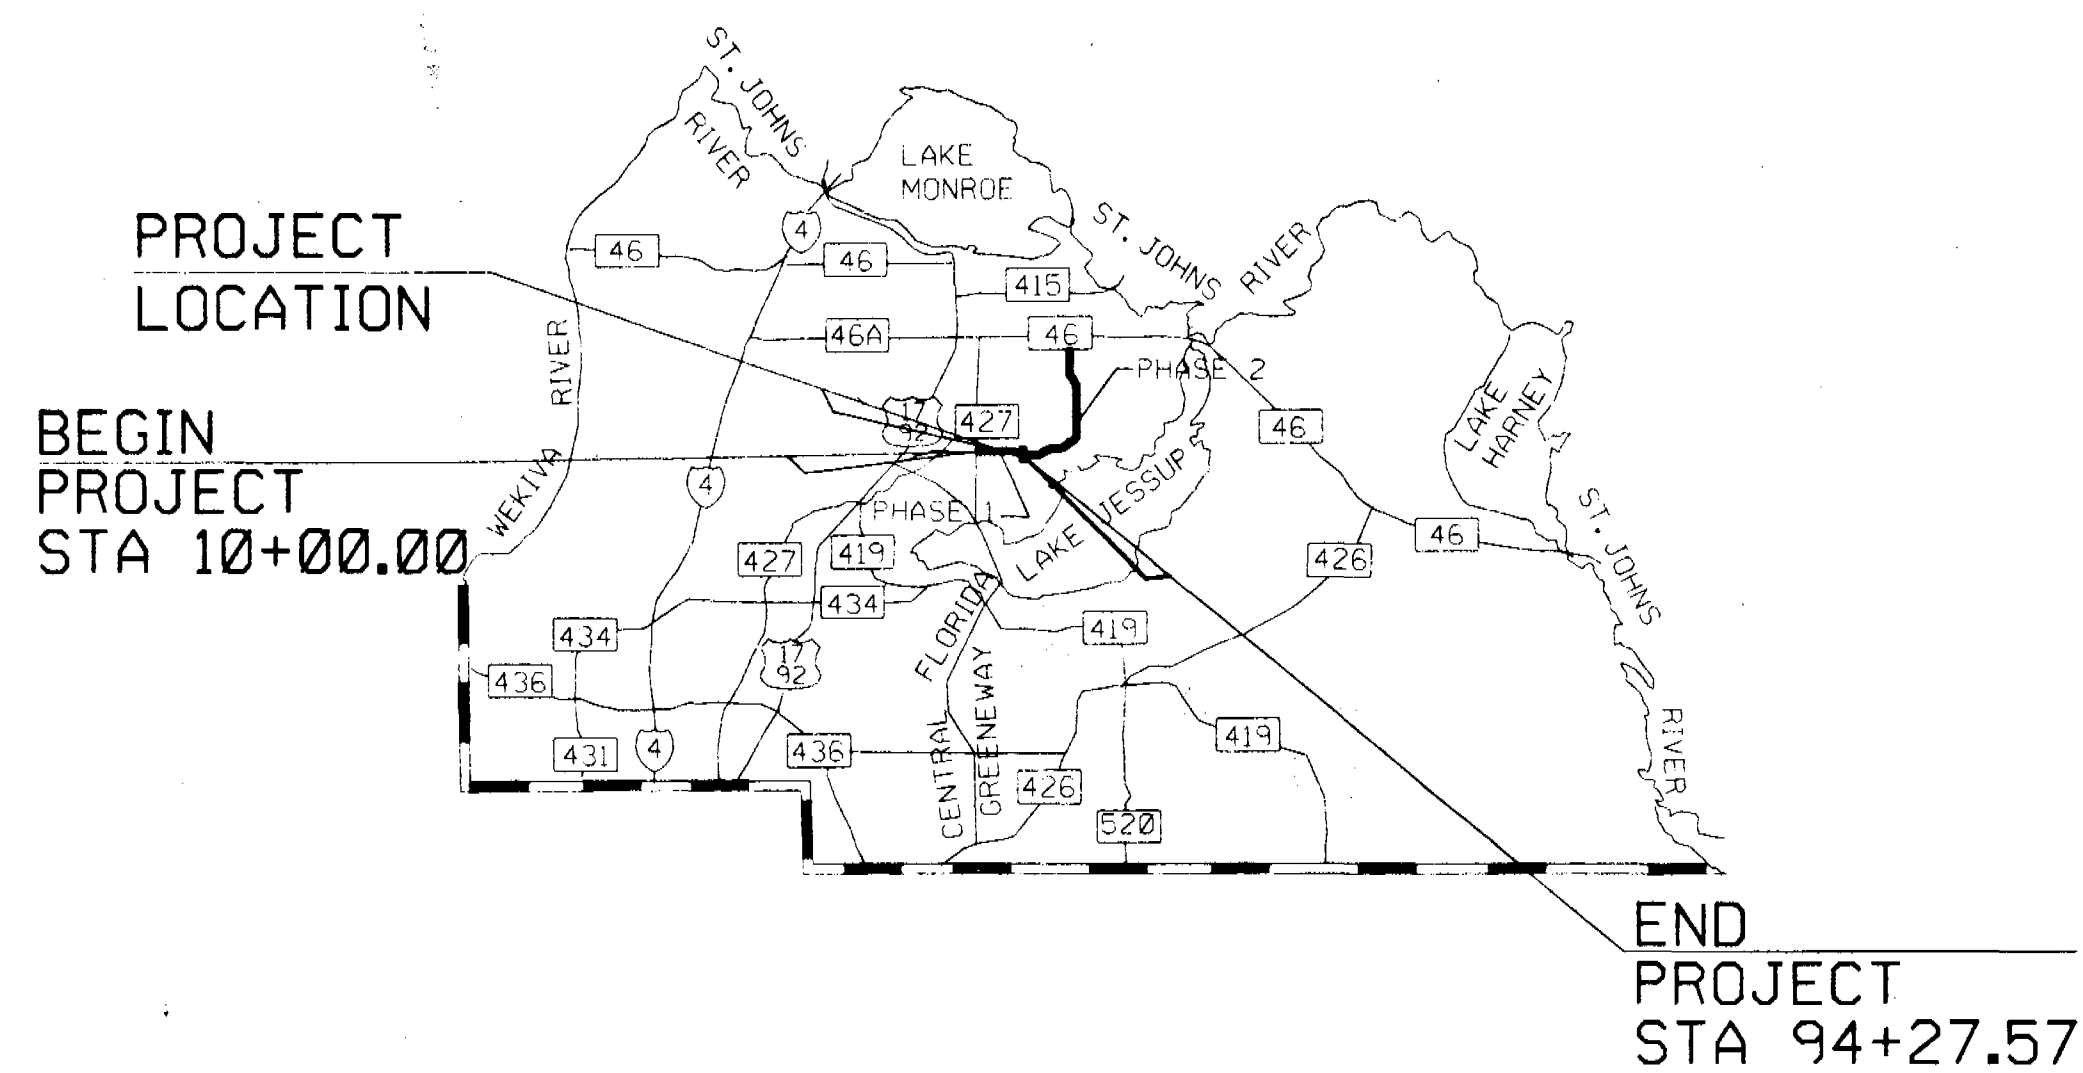 ST. JOHNS
RIVER
LAKE
MONROE
ST. JOHNS
RIVER
PROJECT
LOCATION
4
46
46
415
46A
46
RIVER
WEKIVA
PHASE 2
17
92
427
46
LAKE
HARNEY
BEGIN
PROJECT
STA 10+00.00
4
PHASE 1
LAKE JESSUP
46
ST. JOHNS
RIVER
427
419
426
434
434
FLORIDA
419
17
92
436
CENTRAL
GREENEWAY
419
431
4
436
426
520
END
PROJECT
STA 94+27.57